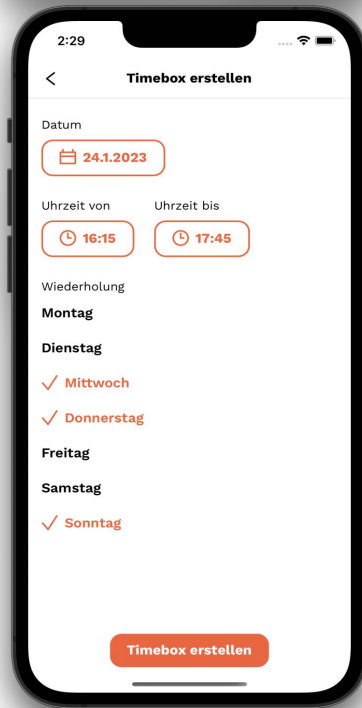 2:29
Timebox erstellen
Datum
24.1.2023
Uhrzeit von Uhrzeit bis
16:15 17:45
Wiederholung
Montag
Dienstag
Mittwoch
Donnerstag
Freitag
Samstag
Sonntag
Timebox erstellen